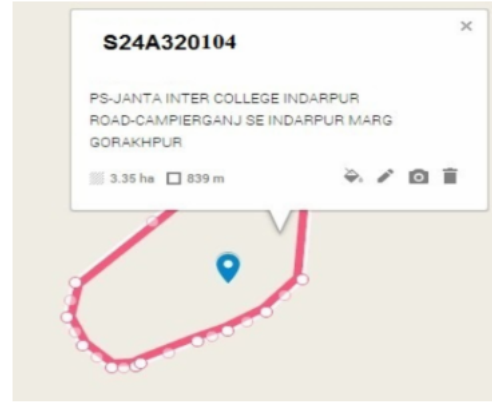 S24A320104
PS-JANTA INTER COLLEGE INDARPUR
ROAD-CAMPIERGANJ SE INDARPUR MARG
GORAKHPUR
3.35 ha 839 m